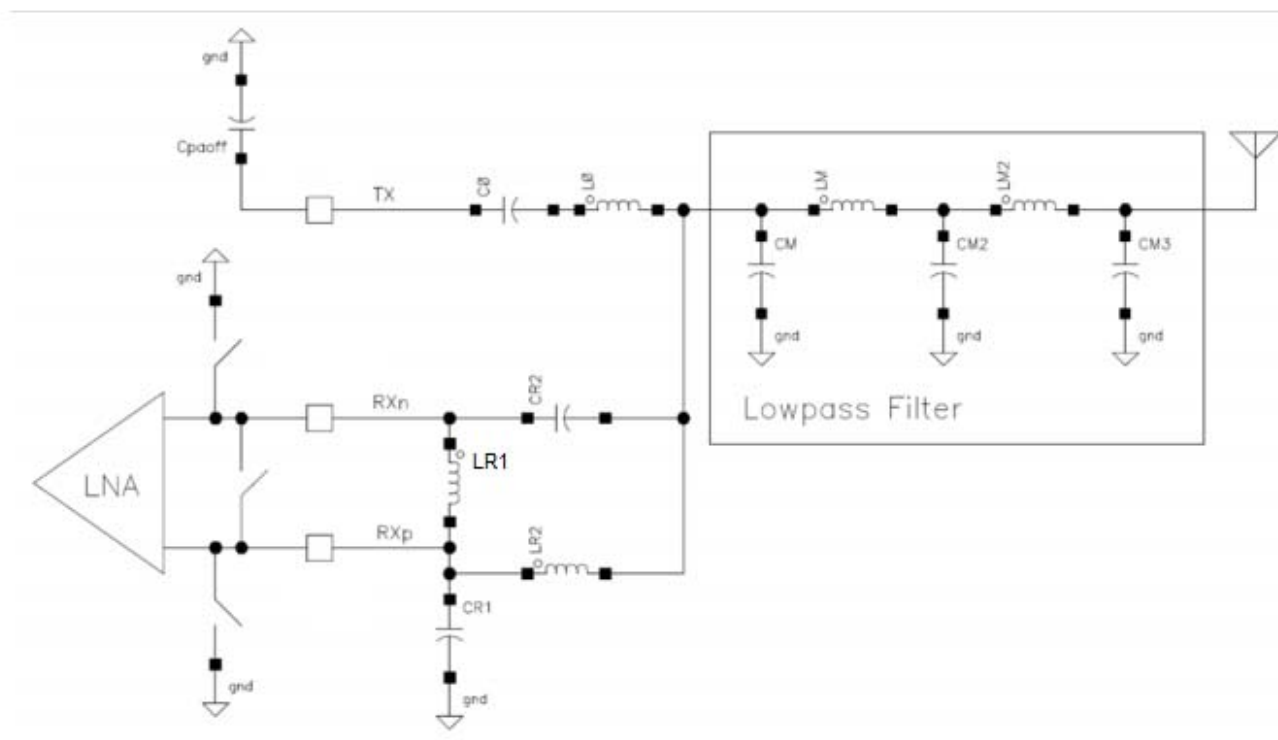 gnd
Cpaoff
TX
C0
L0
LM
LM2
CM
CM2
CM3
gnd
gnd
gnd
Lowpass Filter
gnd
RXn
CR2
LNA
LR1
RXp
LR2
CR1
gnd
gnd